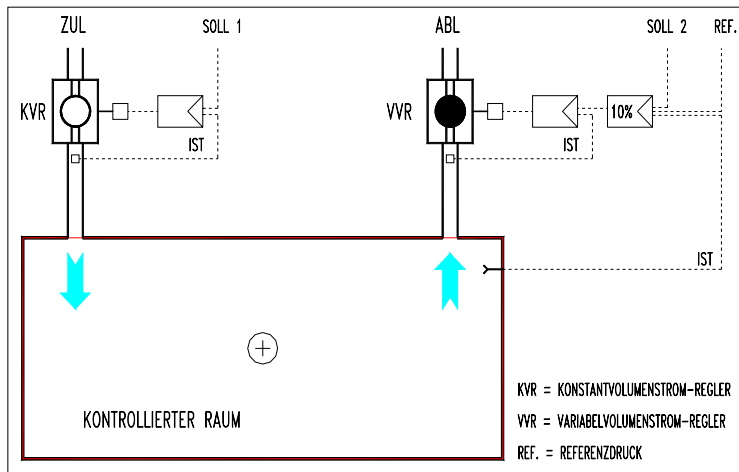 ZUL
SOLL 1
ABL
SOLL 2
REF.
KVR
VVR
10%
IST
IST
IST
KONTROLLIERTER RAUM
KVR = KONSTANTVOLUMENSTROM-REGLER
VVR = VARIABELVOLUMENSTROM-REGLER
REF. = REFERENZDRUCK